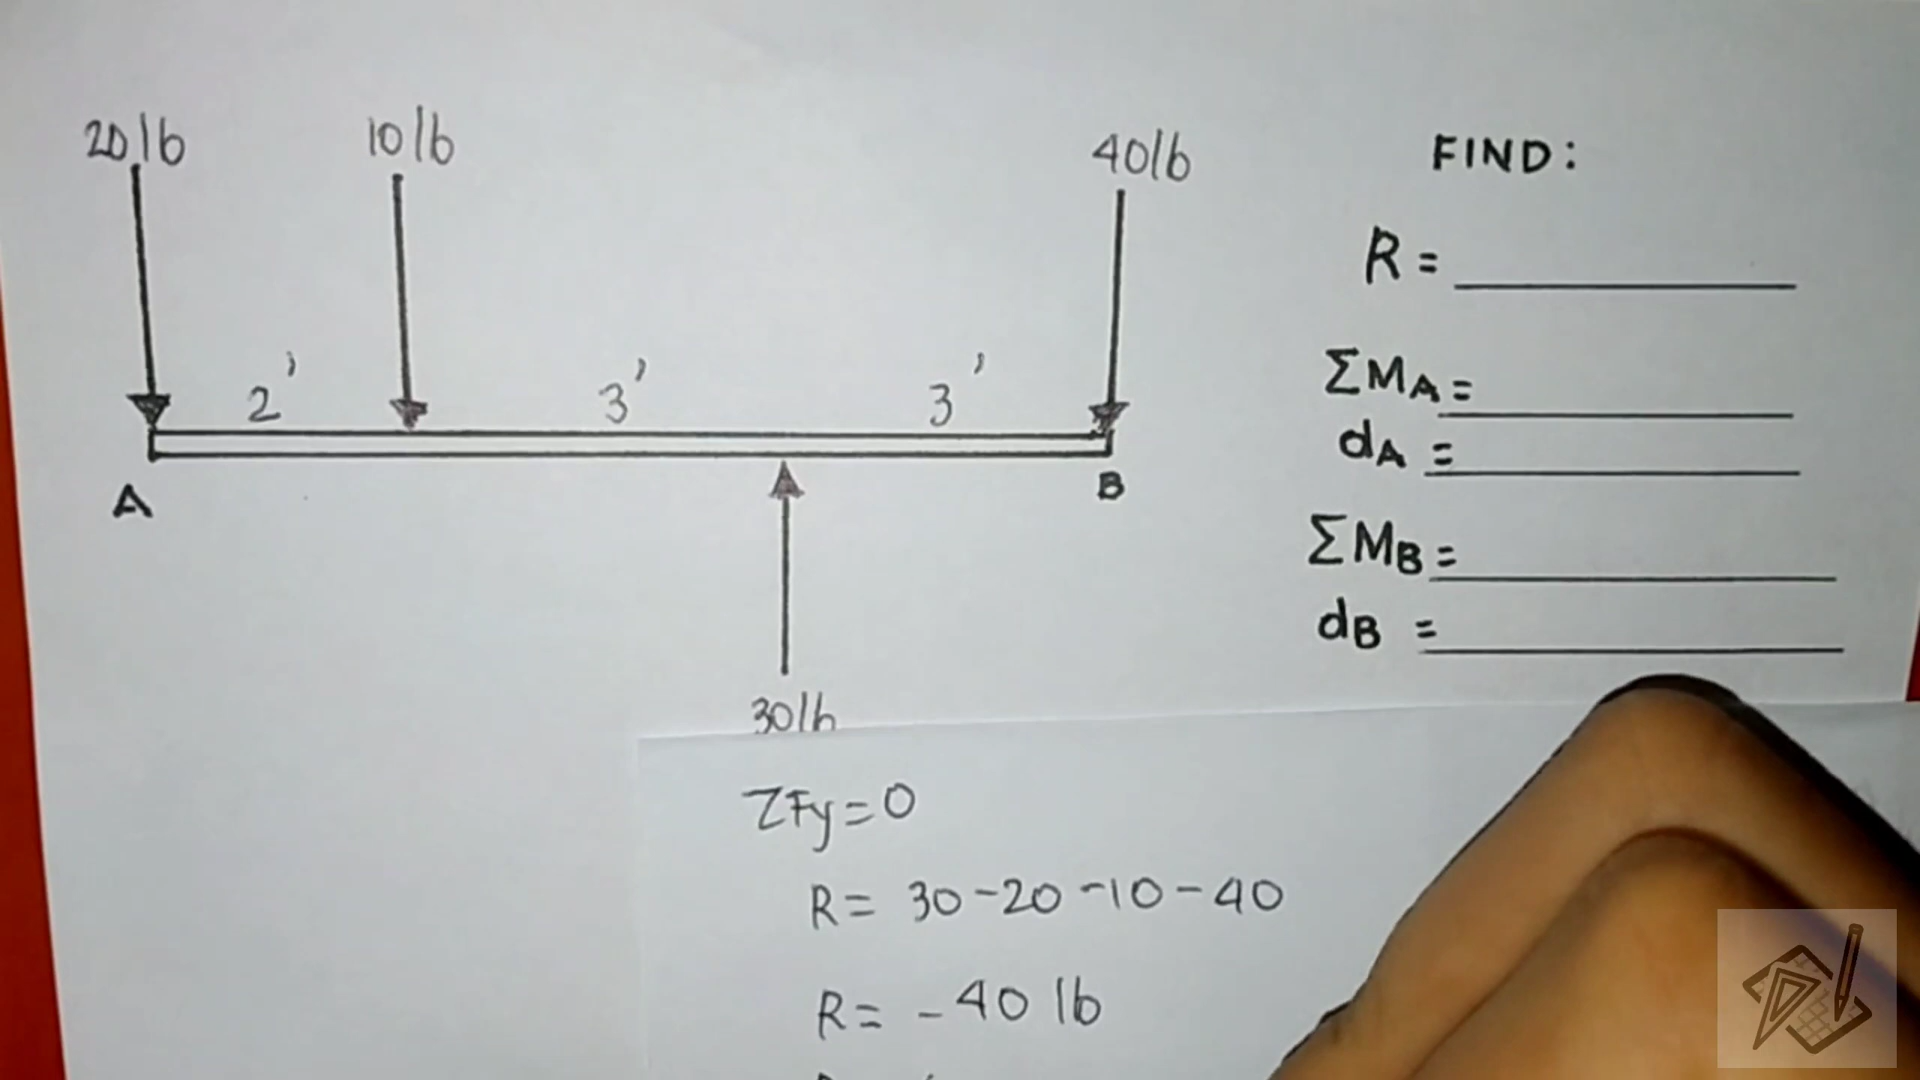 20lb 10lb 40lb
2' 3' 3'
A B
30lb
FIND:
R =
ΣMA =
dA =
ΣMB =
dB =
ΣFy=0
R= 30-20-10-40
R= -40 lb